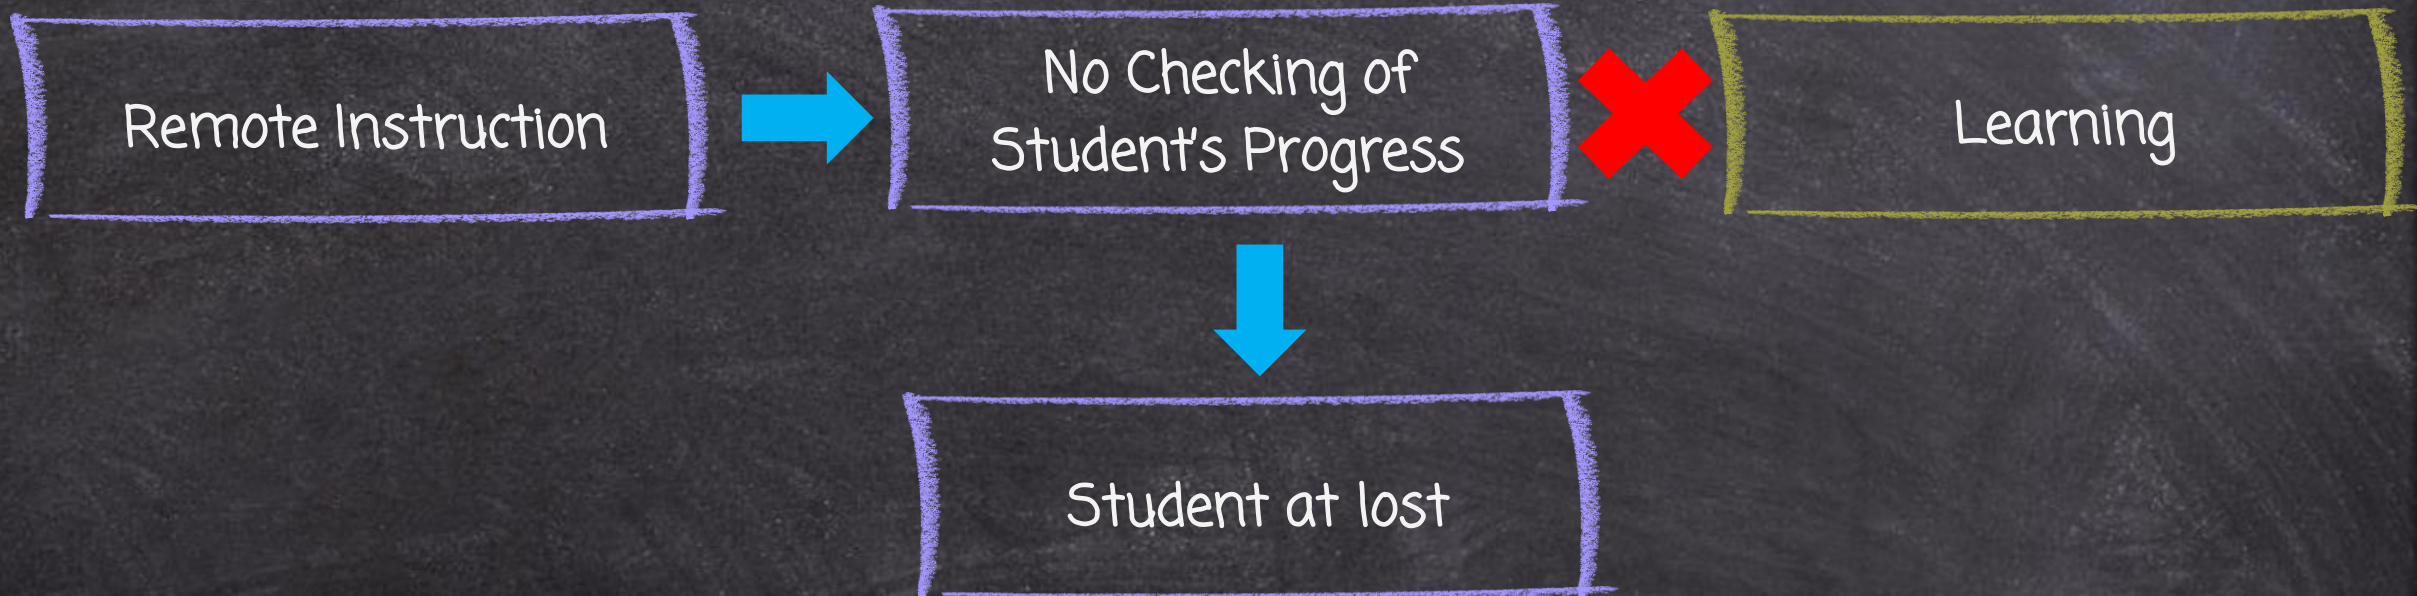 Remote Instruction
No Checking of
Student's Progress
Learning
Student at lost